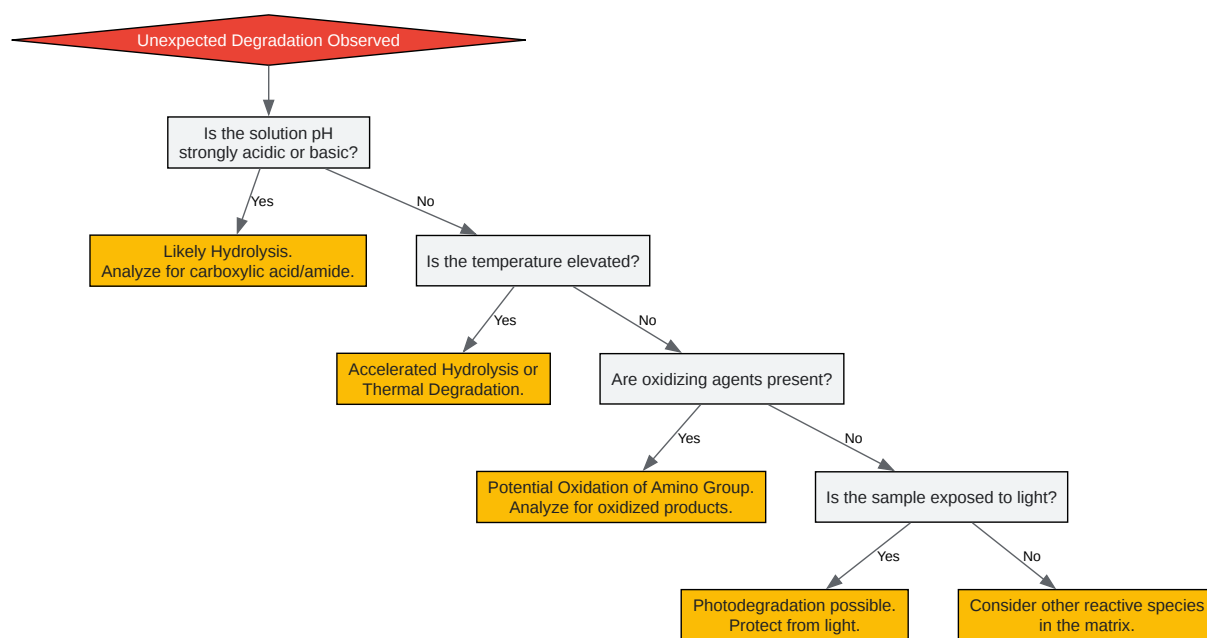 Unexpected Degradation Observed
Is the solution pH
strongly acidic or basic?
Yes
No
Likely Hydrolysis.
Analyze for carboxylic acid/amide.
Is the temperature elevated?
Yes
No
Accelerated Hydrolysis or
Thermal Degradation.
Are oxidizing agents present?
Yes
No
Potential Oxidation of Amino Group.
Analyze for oxidized products.
Is the sample exposed to light?
Yes
No
Photodegradation possible.
Protect from light.
Consider other reactive species
in the matrix.